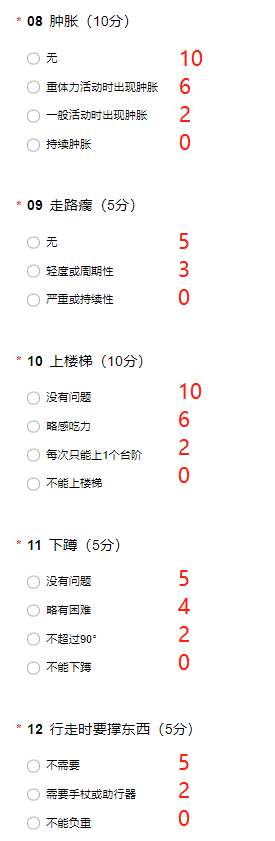 * 08 肿胀（10分）
无 10
重体力活动时出现肿胀 6
一般活动时出现肿胀 2
持续肿胀 0
* 09 走路瘸（5分）
无 5
轻度或周期性 3
严重或持续性 0
* 10 上楼梯（10分）
没有问题 10
略感吃力 6
每次只能上1个台阶 2
不能上楼梯 0
* 11 下蹲（5分）
没有问题 5
略有困难 4
不超过90° 2
不能下蹲 0
* 12 行走时要撑东西（5分）
不需要 5
需要手杖或助行器 2
不能负重 0